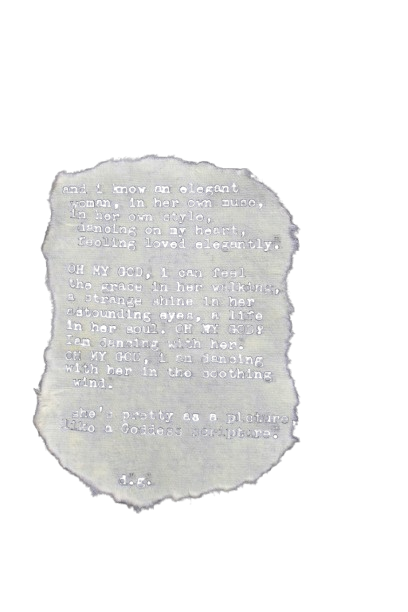 and i know an elegant
woman, in her own muse,
in her own style,
dancing on my heart,
feeling loved elegantly.
OH MY GOD, i can feel
the grace in her walking,
a strange shine in her
astounding eyes, a life
in her soul. OH MY GOD!
Iam dancing with her.
OH MY GOD, i am dancing
with her in the soothing
wind.
she's pretty as a picture
like a Goddess scripture.
d.g.